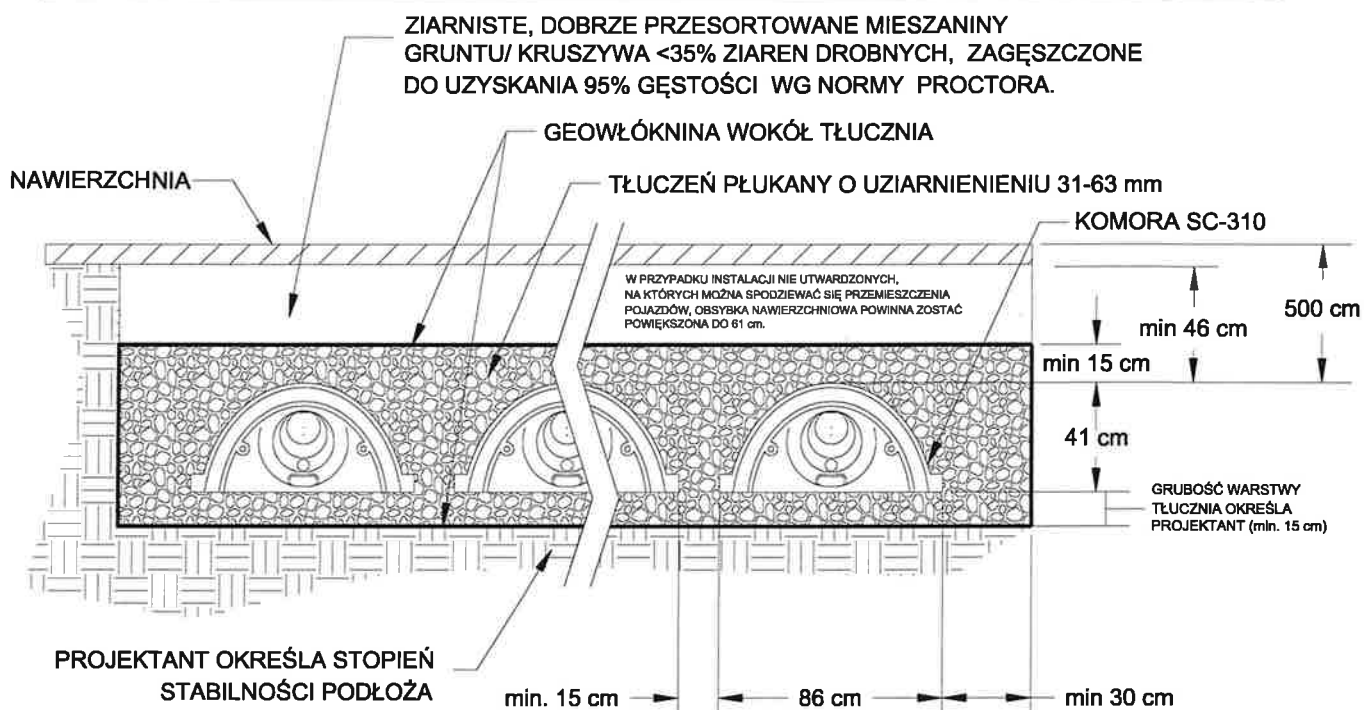 ZIARNISTE, DOBRZE PRZESORTOWANE MIESZANINY
GRUNTU/ KRUSZYWA <35% ZIAREN DROBNYCH, ZAGĘSZCZONE
DO UZYSKANIA 95% GĘSTOŚCI WG NORMY PROCTORA.
GEOWŁÓKNINA WOKÓŁ TŁUCZNIA
NAWIERZCHNIA
TŁUCZEŃ PŁUKANY O UZIARNIENIENIU 31-63 mm
KOMORA SC-310
W PRZYPADKU INSTALACJI NIE UTWARDZONYCH,
NA KTÓRYCH MOŻNA SPODZIEWAĆ SIĘ PRZEMIESZCZENIA
POJAZDÓW, OBSYBKA NAWIERZCHNIOWA POWINNA ZOSTAĆ
POWIĘKSZONA DO 61 cm.
500 cm
min 46 cm
min 15 cm
41 cm
GRUBOŚĆ WARSTWY
TŁUCZNIA OKREŚLA
PROJEKTANT (min. 15 cm)
PROJEKTANT OKREŚLA STOPIEŃ
STABILNOŚCI PODŁOŻA
min. 15 cm
86 cm
min 30 cm